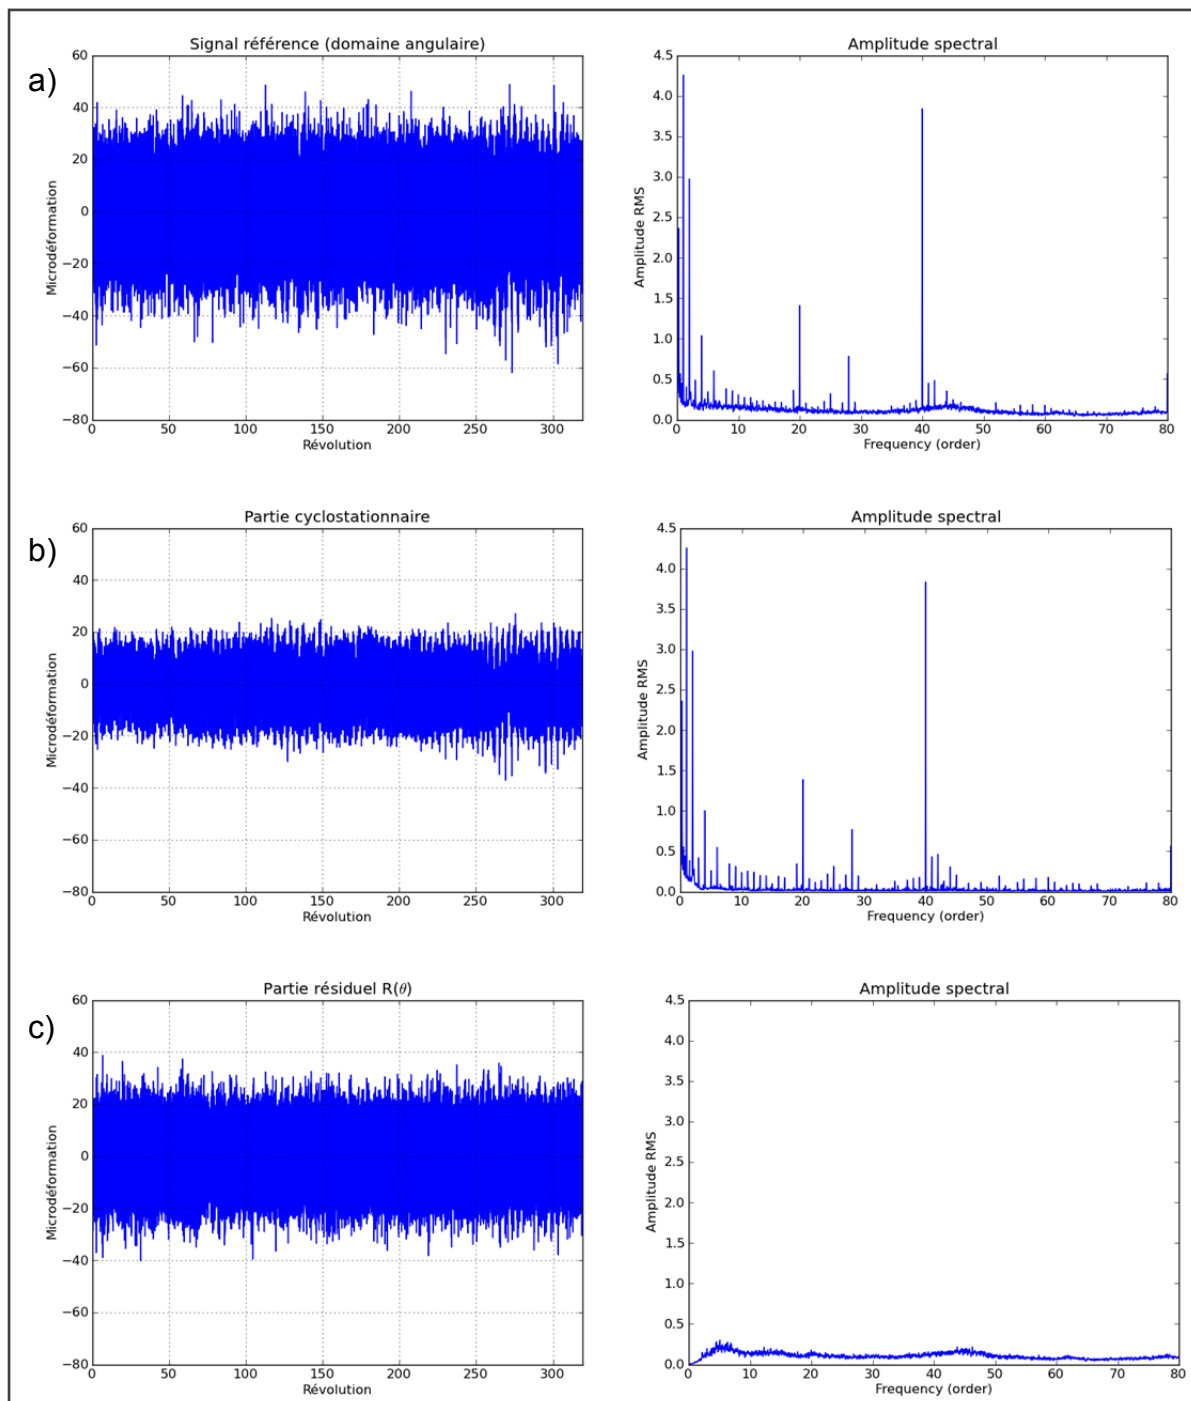 a)
Signal référence (domaine angulaire)
60
40
20
0
−20
−40
−60
−80
Microdéformation
0 50 100 150 200 250 300
Révolution
Amplitude spectral
4.5
4.0
3.5
3.0
2.5
2.0
1.5
1.0
0.5
0.0
Amplitude RMS
0 10 20 30 40 50 60 70 80
Frequency (order)
b)
Partie cyclostationnaire
60
40
20
0
−20
−40
−60
−80
Microdéformation
0 50 100 150 200 250 300
Révolution
Amplitude spectral
4.5
4.0
3.5
3.0
2.5
2.0
1.5
1.0
0.5
0.0
Amplitude RMS
0 10 20 30 40 50 60 70 80
Frequency (order)
c)
Partie résiduel R(θ)
60
40
20
0
−20
−40
−60
−80
Microdéformation
0 50 100 150 200 250 300
Révolution
Amplitude spectral
4.5
4.0
3.5
3.0
2.5
2.0
1.5
1.0
0.5
0.0
Amplitude RMS
0 10 20 30 40 50 60 70 80
Frequency (order)